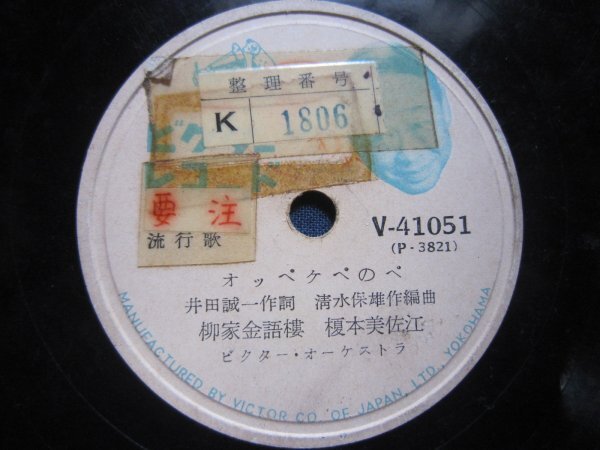 整理番号
K 1806
ビクター
レコード
要注
流行歌
V-41051
(P-3821)
オッペケペのペ
井田誠一作詞 清水保雄作編曲
柳家金語樓 榎本美佐江
ビクター・オーケストラ
MANUFACTURED BY VICTOR CO. OF JAPAN, LTD., YOKOHAMA